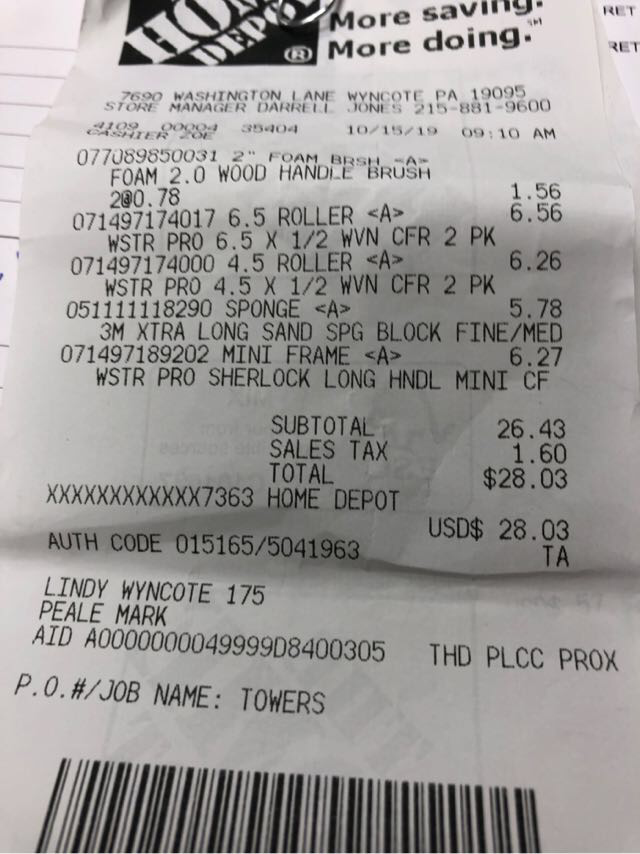 HO
DEPOT
®
More saving.
More doing.℠
RET
RET
7690 WASHINGTON LANE WYNCOTE PA 19095
STORE MANAGER DARRELL JONES 215-881-9600
4109 00004 35404 10/15/19 09:10 AM
CASHIER ZOE
077089850031 2" FOAM BRSH <A>
FOAM 2.0 WOOD HANDLE BRUSH
2@0.78 1.56
071497174017 6.5 ROLLER <A> 6.56
WSTR PRO 6.5 X 1/2 WVN CFR 2 PK
071497174000 4.5 ROLLER <A> 6.26
WSTR PRO 4.5 X 1/2 WVN CFR 2 PK
051111118290 SPONGE <A> 5.78
3M XTRA LONG SAND SPG BLOCK FINE/MED
071497189202 MINI FRAME <A> 6.27
WSTR PRO SHERLOCK LONG HNDL MINI CF
SUBTOTAL 26.43
SALES TAX 1.60
TOTAL $28.03
XXXXXXXXXXXX7363 HOME DEPOT
USD$ 28.03
AUTH CODE 015165/5041963 TA
LINDY WYNCOTE 175
PEALE MARK
AID A0000000049999D8400305 THD PLCC PROX
P.O.#/JOB NAME: TOWERS